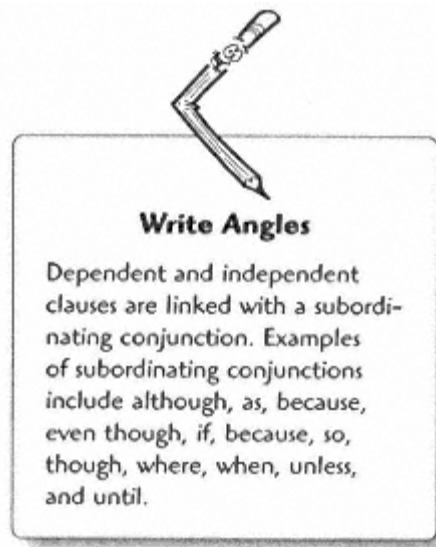 Write Angles
Dependent and independent
clauses are linked with a subordi-
nating conjunction. Examples
of subordinating conjunctions
include although, as, because,
even though, if, because, so,
though, where, when, unless,
and until.